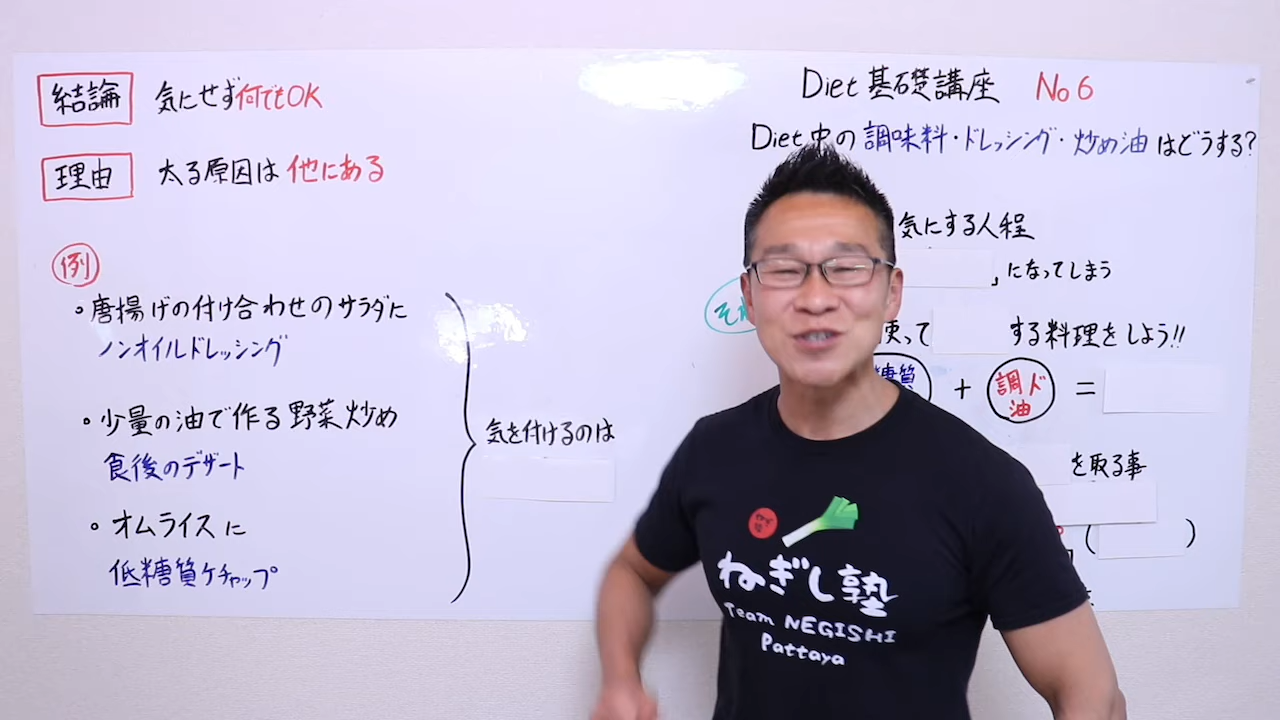 結論 気にせず何でもOK
理由 太る原因は他にある
例
・唐揚げの付け合わせのサラダに
ノンオイルドレッシング
・少量の油で作る野菜炒め
食後のデザート
・オムライスに
低糖質ケチャップ
気を付けるのは
Diet基礎講座 No6
Diet中の調味料・ドレッシング・炒め油はどうする?
気にする人程
」になってしまう
使って する料理をしよう!!
糖質 + 調ド油 =
を取る事
( )
ねぎし塾
Team NEGISHI
Pattaya